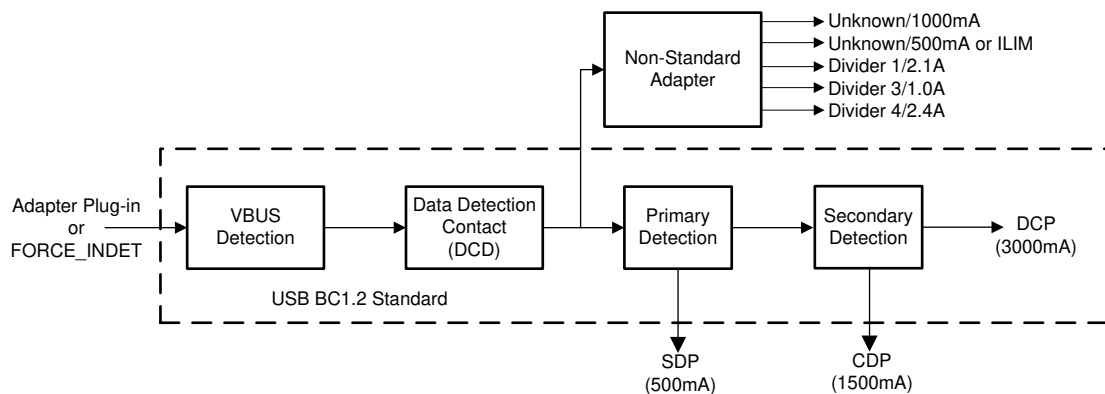 Non-Standard
Adapter
Unknown/1000mA
Unknown/500mA or ILIM
Divider 1/2.1A
Divider 3/1.0A
Divider 4/2.4A
Adapter Plug-in
or
FORCE_INDET
VBUS
Detection
Data Detection
Contact
(DCD)
Primary
Detection
Secondary
Detection
DCP
(3000mA)
USB BC1.2 Standard
SDP
(500mA)
CDP
(1500mA)